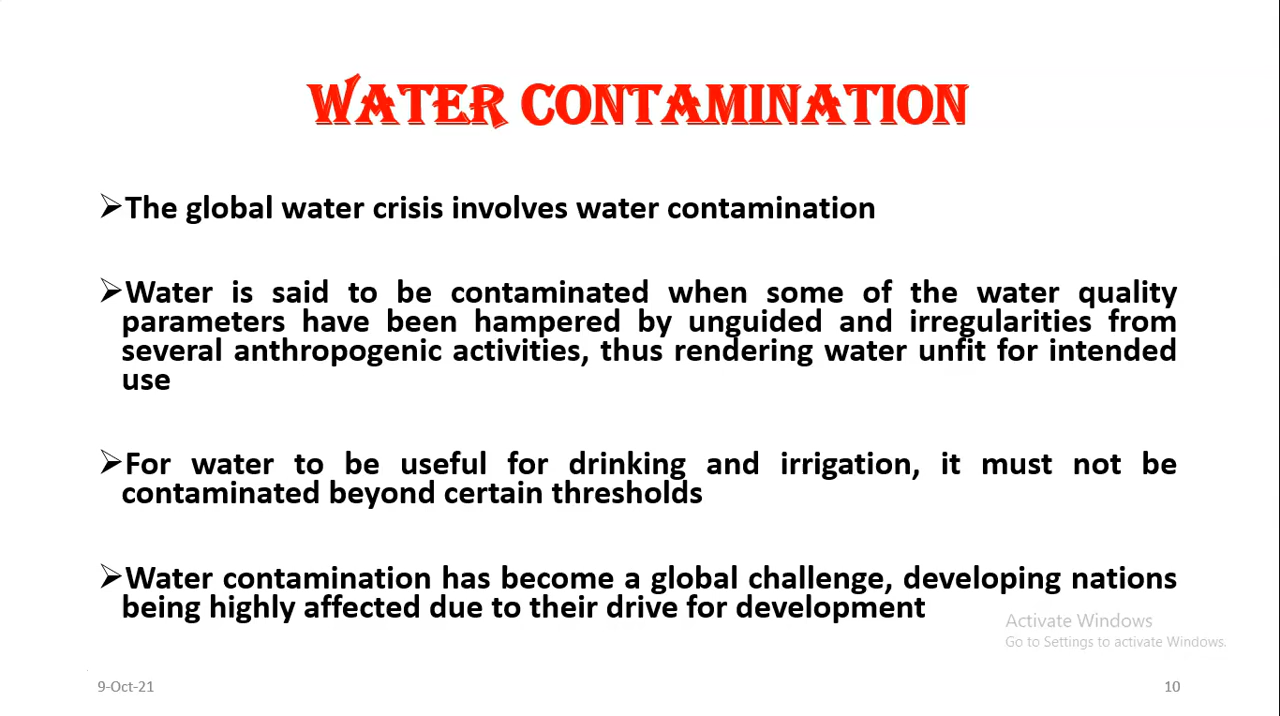 WATER CONTAMINATION
➢The global water crisis involves water contamination
➢Water is said to be contaminated when some of the water quality
parameters have been hampered by unguided and irregularities from
several anthropogenic activities, thus rendering water unfit for intended
use
➢For water to be useful for drinking and irrigation, it must not be
contaminated beyond certain thresholds
➢Water contamination has become a global challenge, developing nations
being highly affected due to their drive for development
Activate Windows
Go to Settings to activate Windows.
9-Oct-21
10